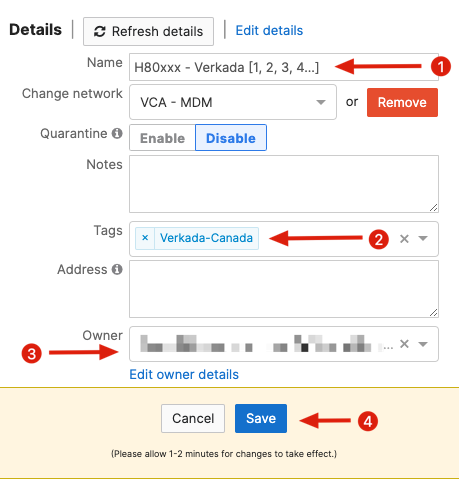 Details | Refresh details | Edit details
Name H80xxx - Verkada [1, 2, 3, 4...] 1
Change network VCA - MDM or Remove
Quarantine Enable Disable
Notes
Tags × Verkada-Canada 2
Address
Owner ...
3
Edit owner details
Cancel Save 4
(Please allow 1-2 minutes for changes to take effect.)